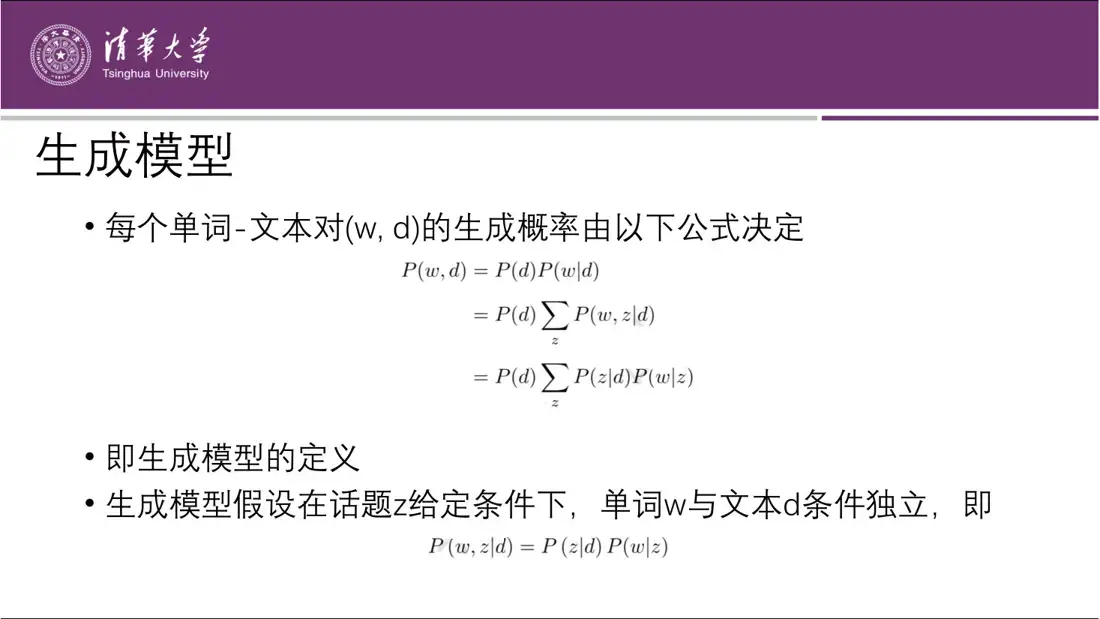 清华大学
Tsinghua University
生成模型
• 每个单词-文本对(w, d)的生成概率由以下公式决定
P(w, d) = P(d)P(w|d)
= P(d) ∑_z P(w, z|d)
= P(d) ∑_z P(z|d)P(w|z)
• 即生成模型的定义
• 生成模型假设在话题z给定条件下，单词w与文本d条件独立，即
P(w, z|d) = P(z|d) P(w|z)